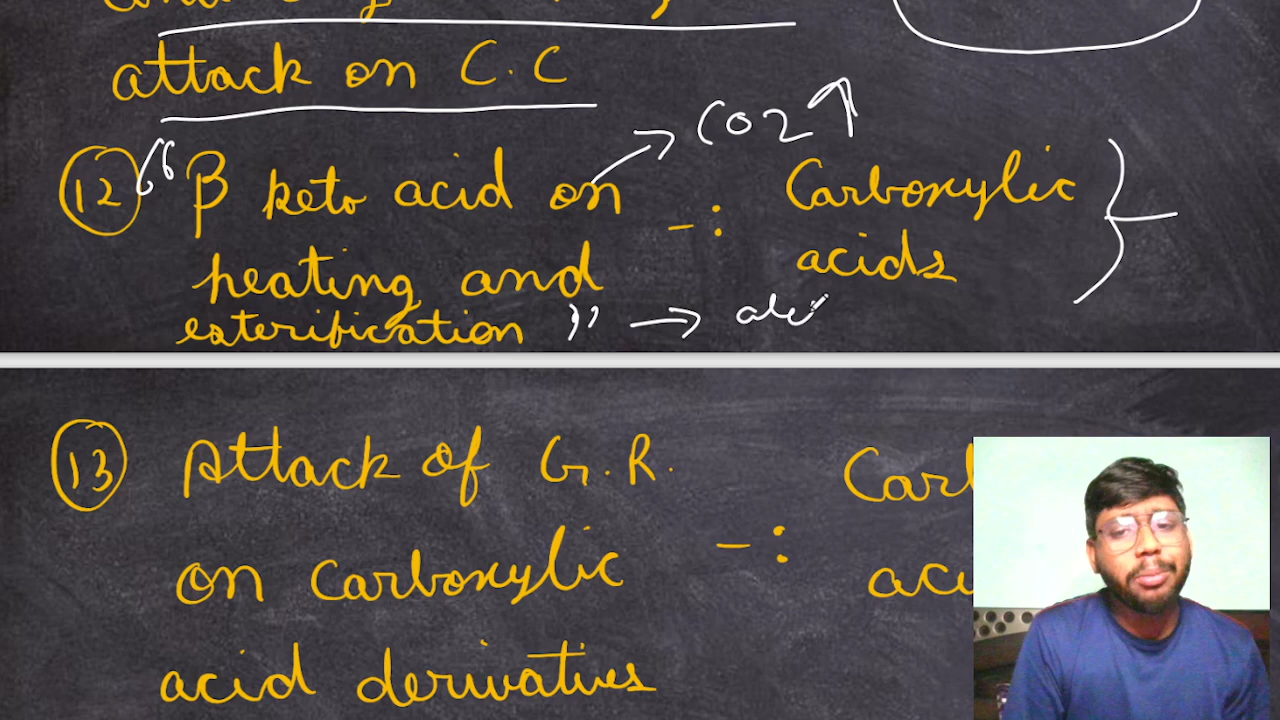 attack on C.C
CO2↑
(12) “ β keto acid on -: Carboxylic
heating and acids
esterification ” →
(13) Attack of G.R.
on carboxylic -:
acid derivatives